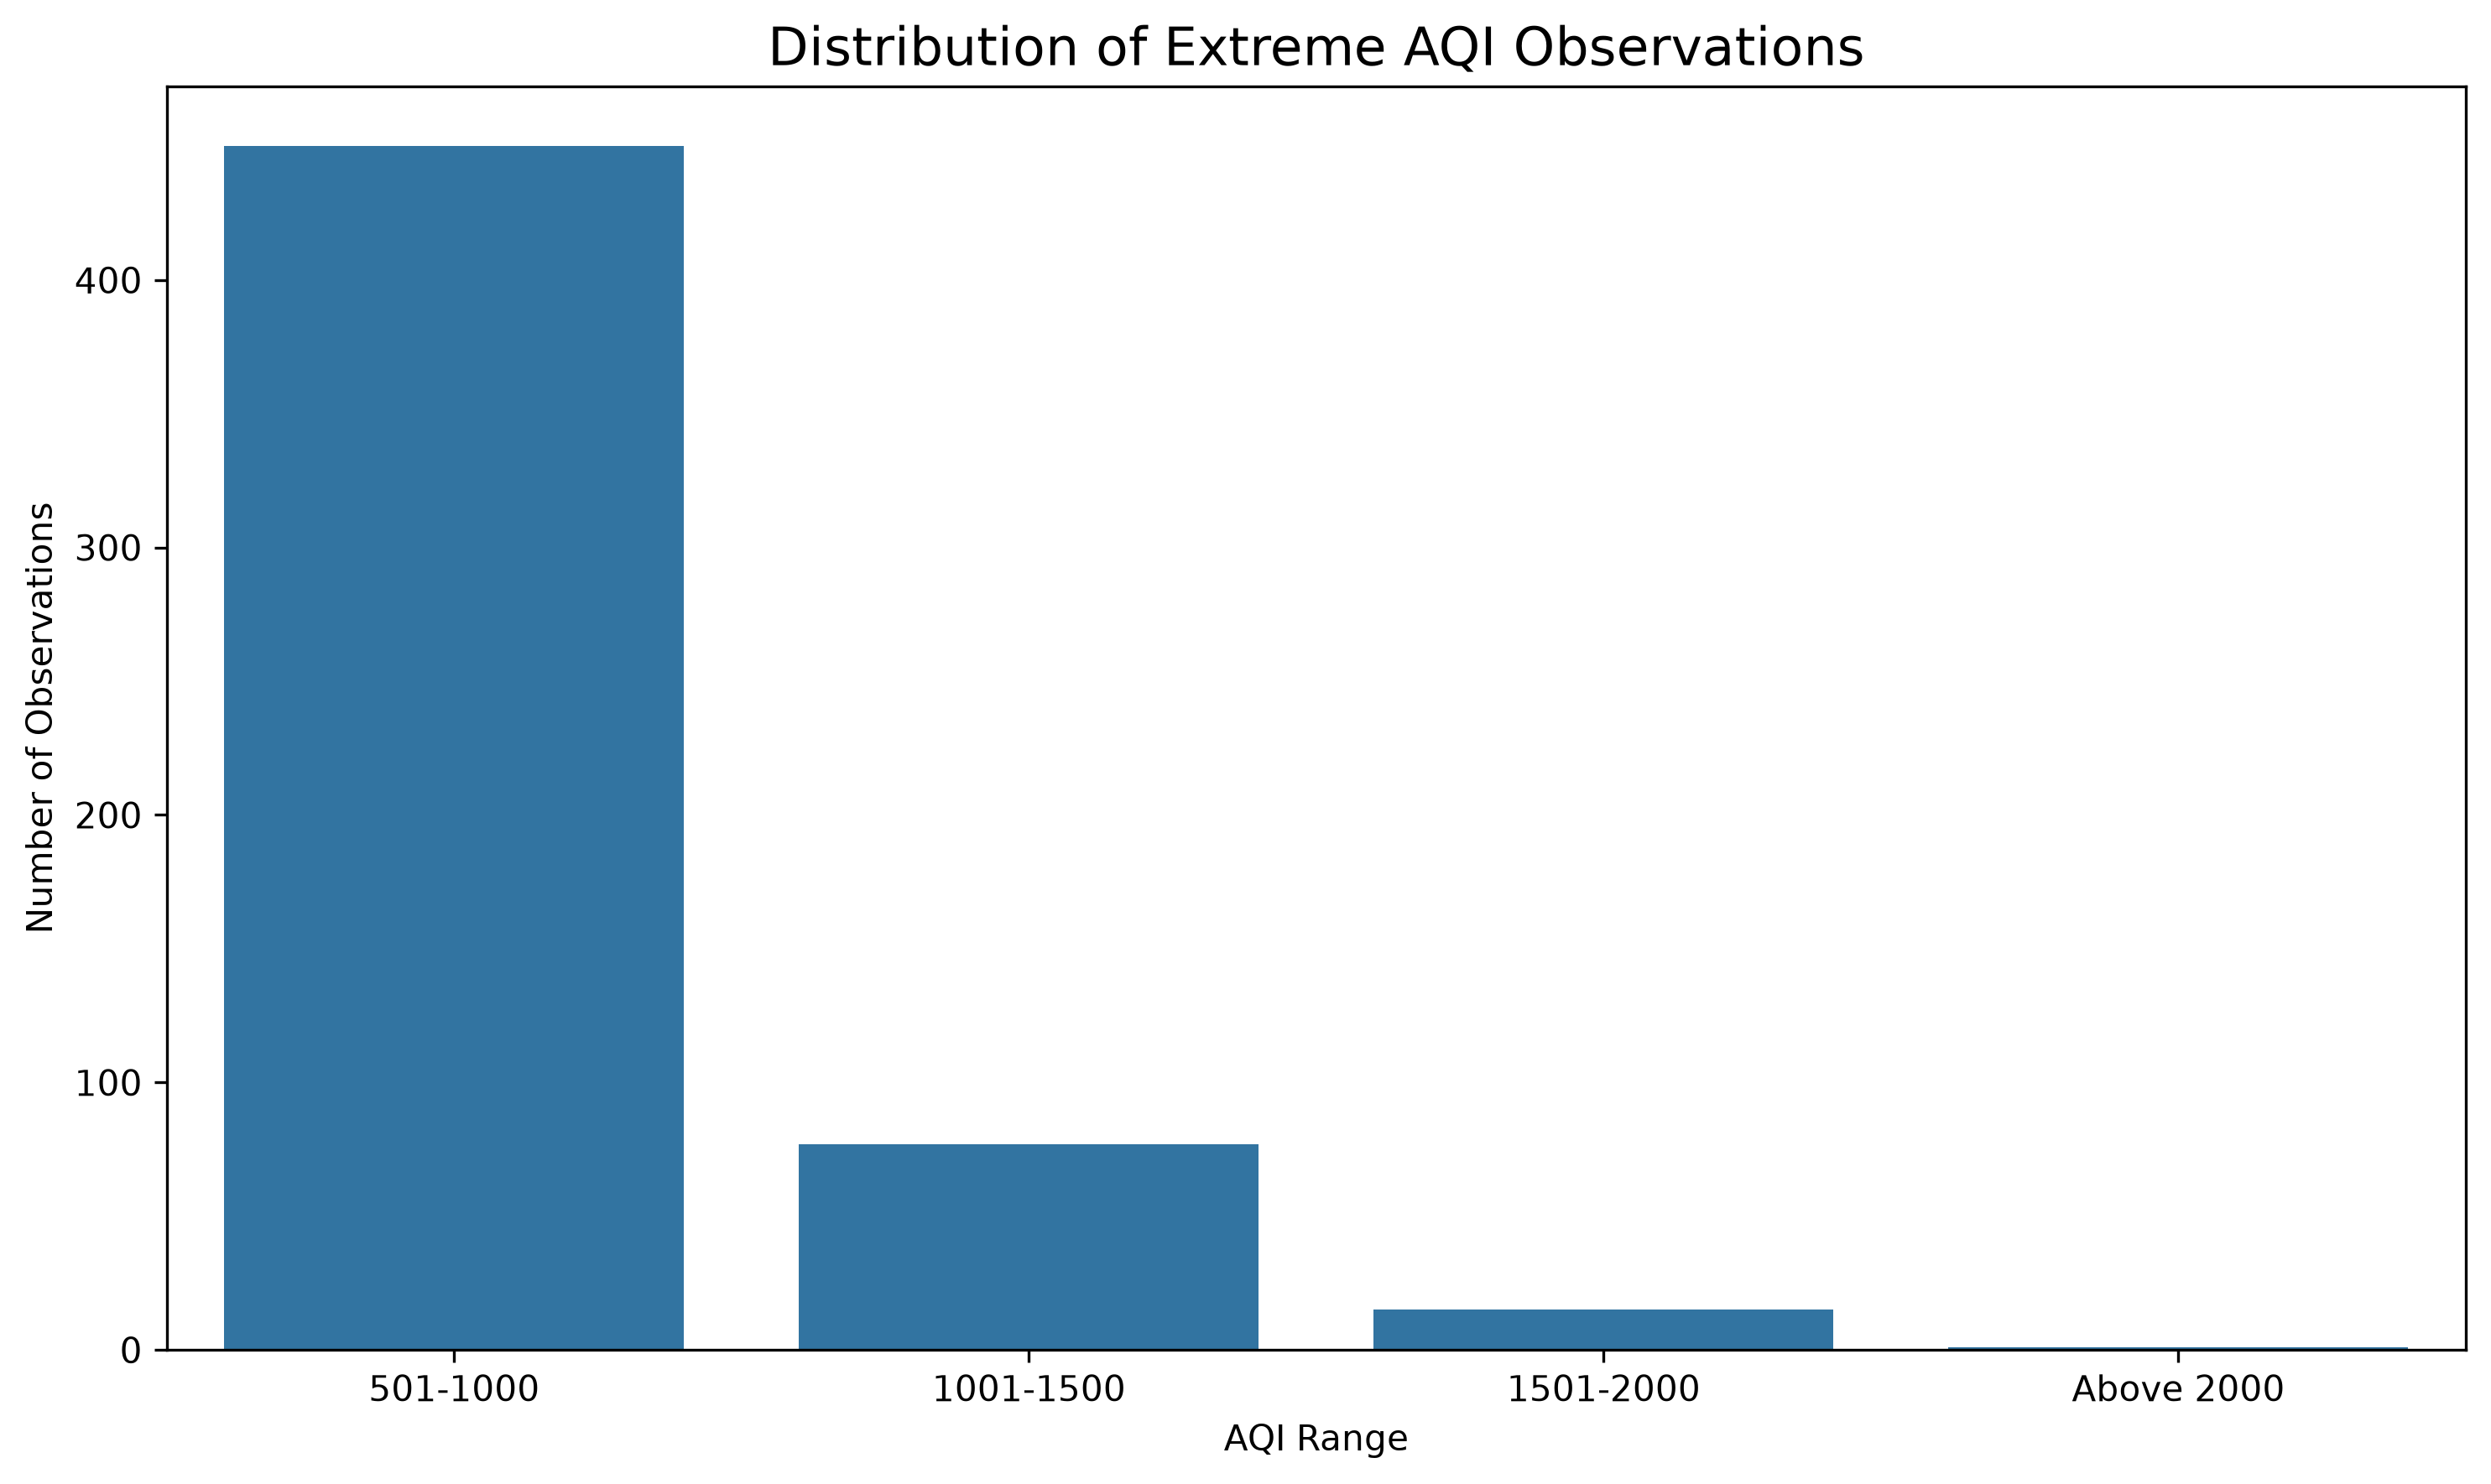 Distribution of Extreme AQI Observations
Number of Observations
400
300
200
100
0
501-1000
1001-1500
1501-2000
Above 2000
AQI Range